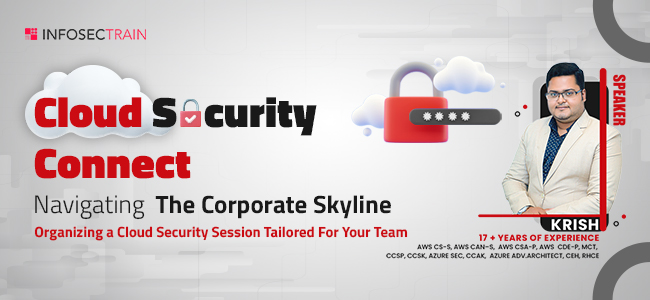 INFOSECTRAIN
Cloud Security
Connect
Navigating The Corporate Skyline
Organizing a Cloud Security Session Tailored For Your Team
****
SPEAKER
KRISH
17 + YEARS OF EXPERIENCE
AWS CS-S, AWS CAN-S, AWS CSA-P, AWS CDE-P, MCT,
CCSP, CCSK, AZURE SEC, CCAK, AZURE ADV.ARCHITECT, CEH, RHCE